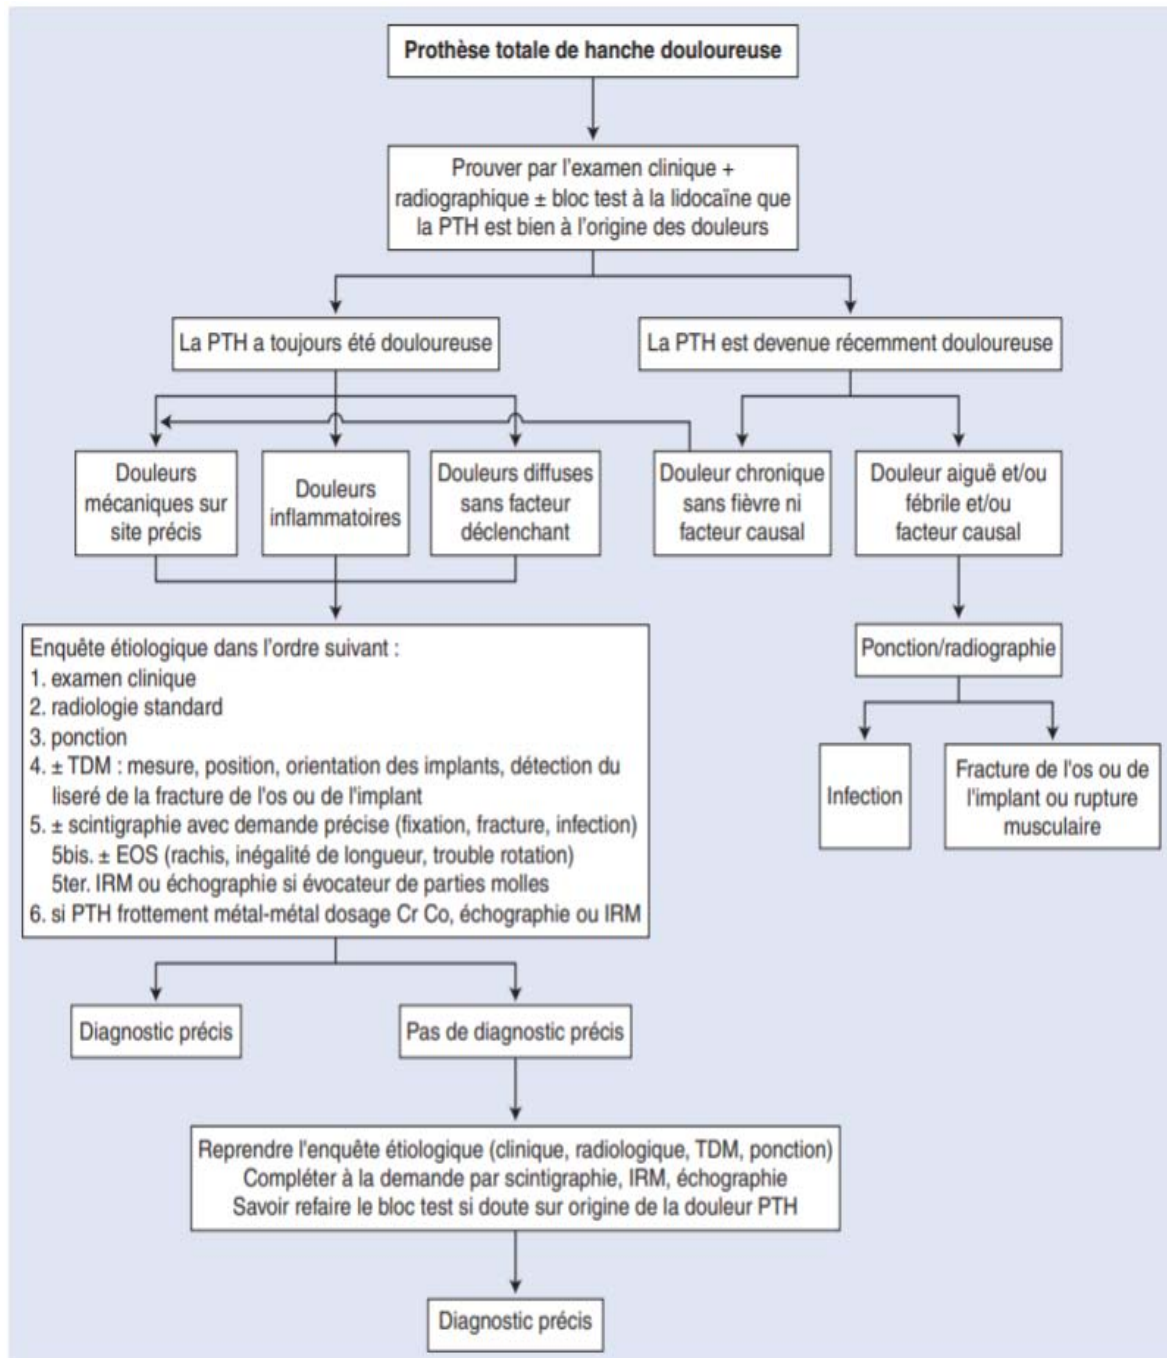 Prothèse totale de hanche douloureuse
Prouver par l'examen clinique +
radiographique ± bloc test à la lidocaïne que
la PTH est bien à l'origine des douleurs
La PTH a toujours été douloureuse
La PTH est devenue récemment douloureuse
Douleurs
mécaniques sur
site précis
Douleurs
inflammatoires
Douleurs diffuses
sans facteur
déclenchant
Douleur chronique
sans fièvre ni
facteur causal
Douleur aiguë et/ou
fébrile et/ou
facteur causal
Enquête étiologique dans l'ordre suivant :
1. examen clinique
2. radiologie standard
3. ponction
4. ± TDM : mesure, position, orientation des implants, détection du
liseré de la fracture de l'os ou de l'implant
5. ± scintigraphie avec demande précise (fixation, fracture, infection)
5bis. ± EOS (rachis, inégalité de longueur, trouble rotation)
5ter. IRM ou échographie si évocateur de parties molles
6. si PTH frottement métal-métal dosage Cr Co, échographie ou IRM
Ponction/radiographie
Infection
Fracture de l'os ou de
l'implant ou rupture
musculaire
Diagnostic précis
Pas de diagnostic précis
Reprendre l'enquête étiologique (clinique, radiologique, TDM, ponction)
Compléter à la demande par scintigraphie, IRM, échographie
Savoir refaire le bloc test si doute sur origine de la douleur PTH
Diagnostic précis